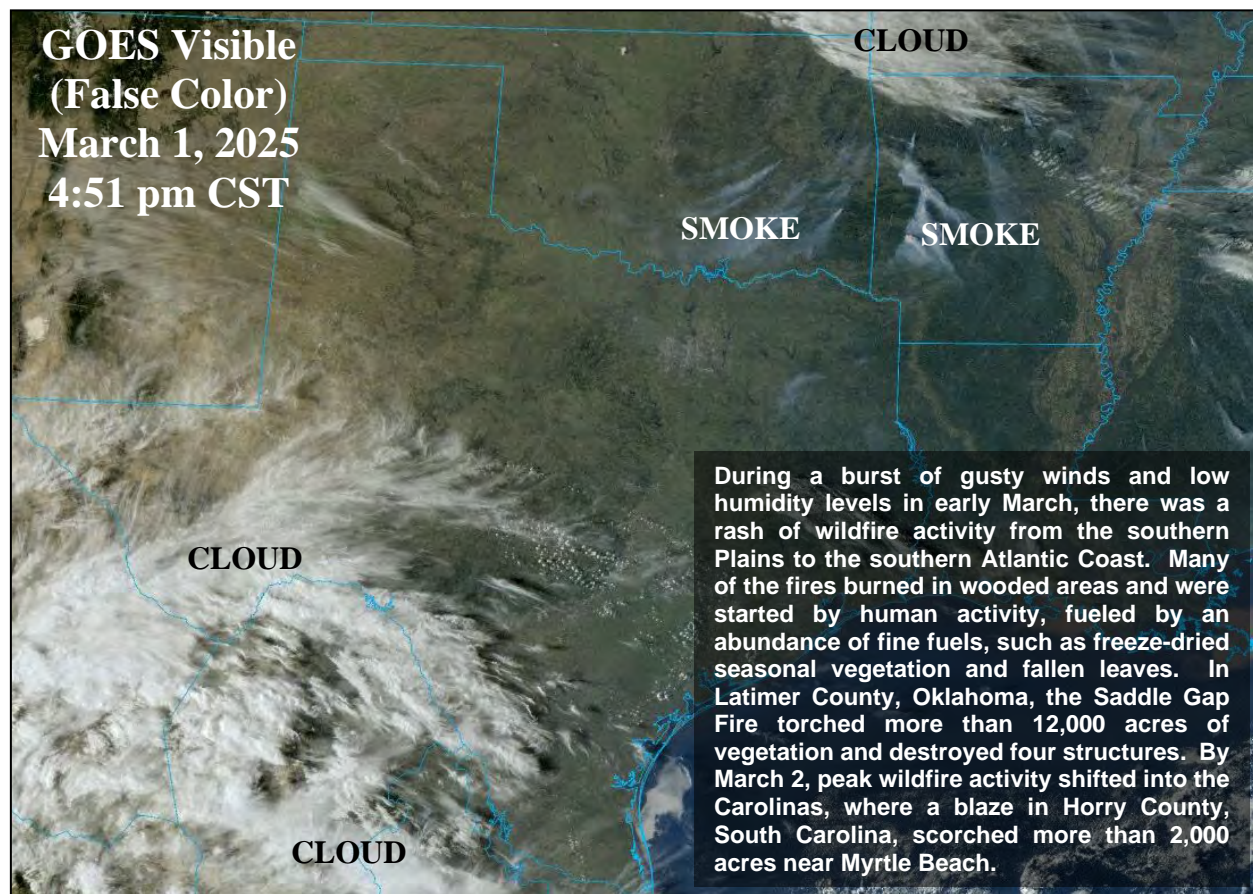 GOES Visible
(False Color)
March 1, 2025
4:51 pm CST
CLOUD
SMOKE
SMOKE
CLOUD
CLOUD
During a burst of gusty winds and low
humidity levels in early March, there was a
rash of wildfire activity from the southern
Plains to the southern Atlantic Coast. Many
of the fires burned in wooded areas and were
started by human activity, fueled by an
abundance of fine fuels, such as freeze-dried
seasonal vegetation and fallen leaves. In
Latimer County, Oklahoma, the Saddle Gap
Fire torched more than 12,000 acres of
vegetation and destroyed four structures. By
March 2, peak wildfire activity shifted into the
Carolinas, where a blaze in Horry County,
South Carolina, scorched more than 2,000
acres near Myrtle Beach.